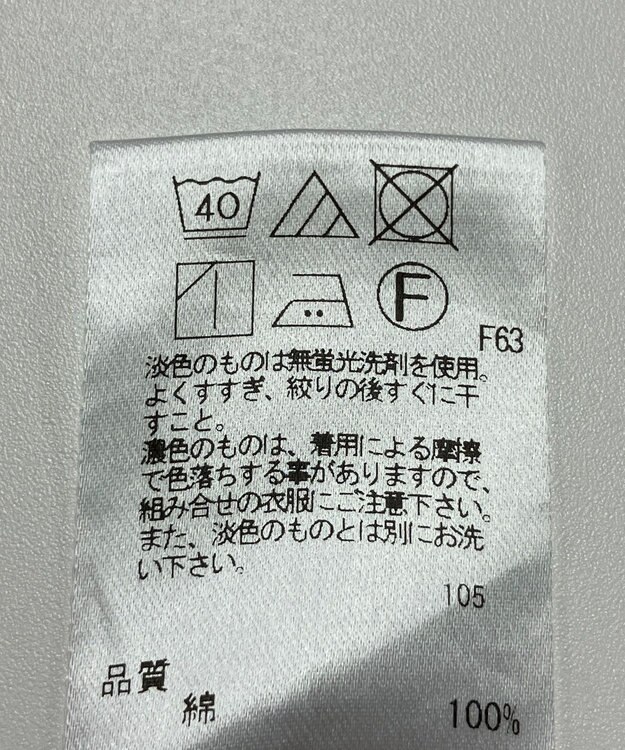 40
F
F63
淡色のものは無蛍光洗剤を使用。
よくすすぎ、絞りの後すぐに干
すこと。
濃色のものは、着用による摩擦
で色落ちする事がありますので、
組み合せの衣服にご注意下さい。
また、淡色のものとは別にお洗
い下さい。
105
品質
綿 100%